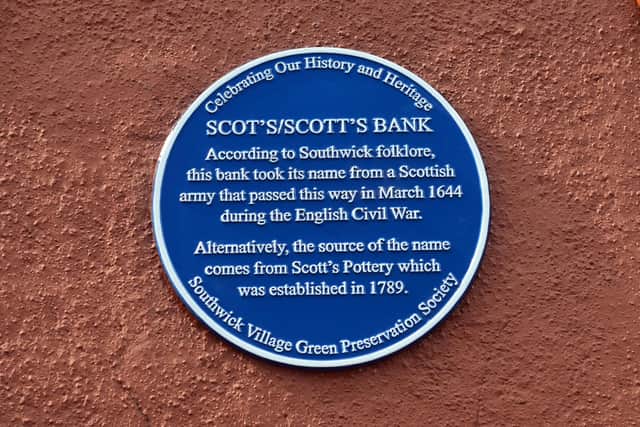 Celebrating Our History and Heritage
SCOT'S/SCOTT'S BANK
According to Southwick folklore,
this bank took its name from a Scottish
army that passed this way in March 1644
during the English Civil War.
Alternatively, the source of the name
comes from Scott's Pottery which
was established in 1789.
Southwick Village Green Preservation Society